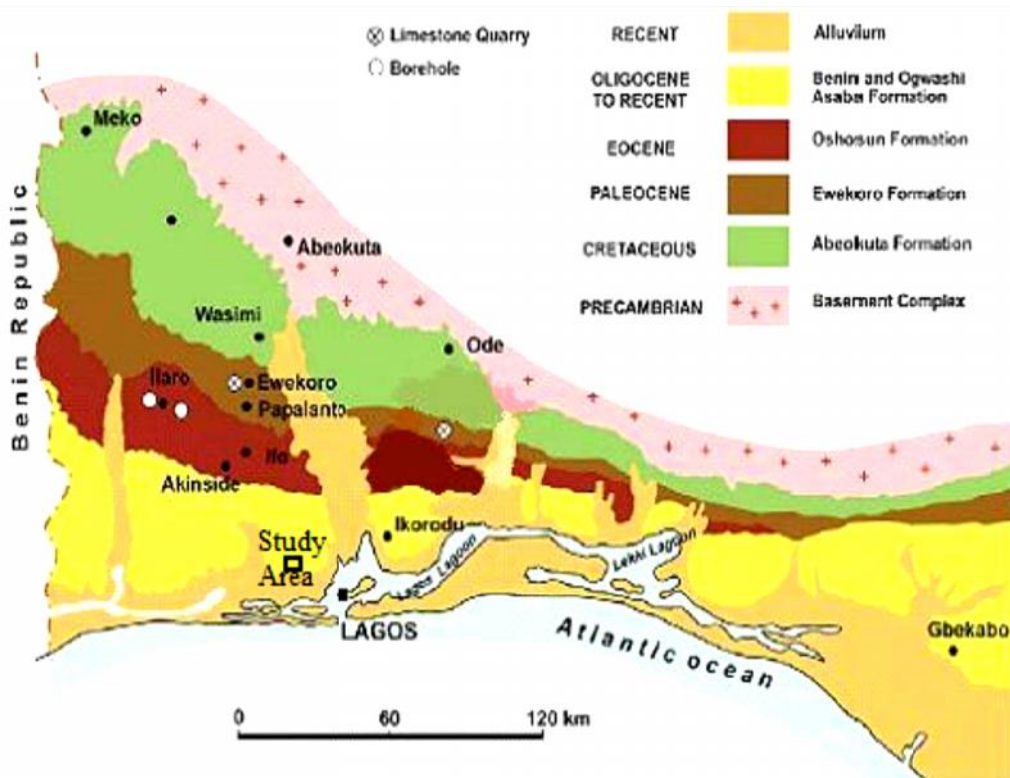 Limestone Quarry
Borehole
RECENT
Alluvilum
OLIGOCENE
TO RECENT
Benin and Ogwashi
Asaba Formation
EOCENE
Oshosun Formation
PALEOCENE
Ewekoro Formation
CRETACEOUS
Abeokuta Formation
PRECAMBRIAN
Basement Complex
Meko
Benin Republic
Abeokuta
Wasimi
Ode
Ilaro
Ewekoro
Papalanto
Ifo
Akinside
Ikorodu
Study
Area
Lagos Lagoon
Lekki Lagoon
LAGOS
Atlantic ocean
Gbekabo
0 60 120 km